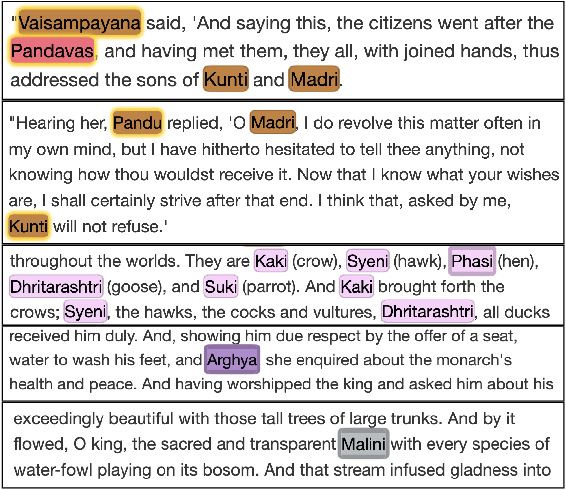 "Vaisampayana said, 'And saying this, the citizens went after the
Pandavas, and having met them, they all, with joined hands, thus
addressed the sons of Kunti and Madri.
"Hearing her, Pandu replied, 'O Madri, I do revolve this matter often in
my own mind, but I have hitherto hesitated to tell thee anything, not
knowing how thou wouldst receive it. Now that I know what your wishes
are, I shall certainly strive after that end. I think that, asked by me,
Kunti will not refuse.'
throughout the worlds. They are Kaki (crow), Syeni (hawk), Phasi (hen),
Dhritarashtri (goose), and Suki (parrot). And Kaki brought forth the
crows; Syeni, the hawks, the cocks and vultures, Dhritarashtri, all ducks
received him duly. And, showing him due respect by the offer of a seat,
water to wash his feet, and Arghya she enquired about the monarch's
health and peace. And having worshipped the king and asked him about his
exceedingly beautiful with those tall trees of large trunks. And by it
flowed, O king, the sacred and transparent Malini with every species of
water-fowl playing on its bosom. And that stream infused gladness into